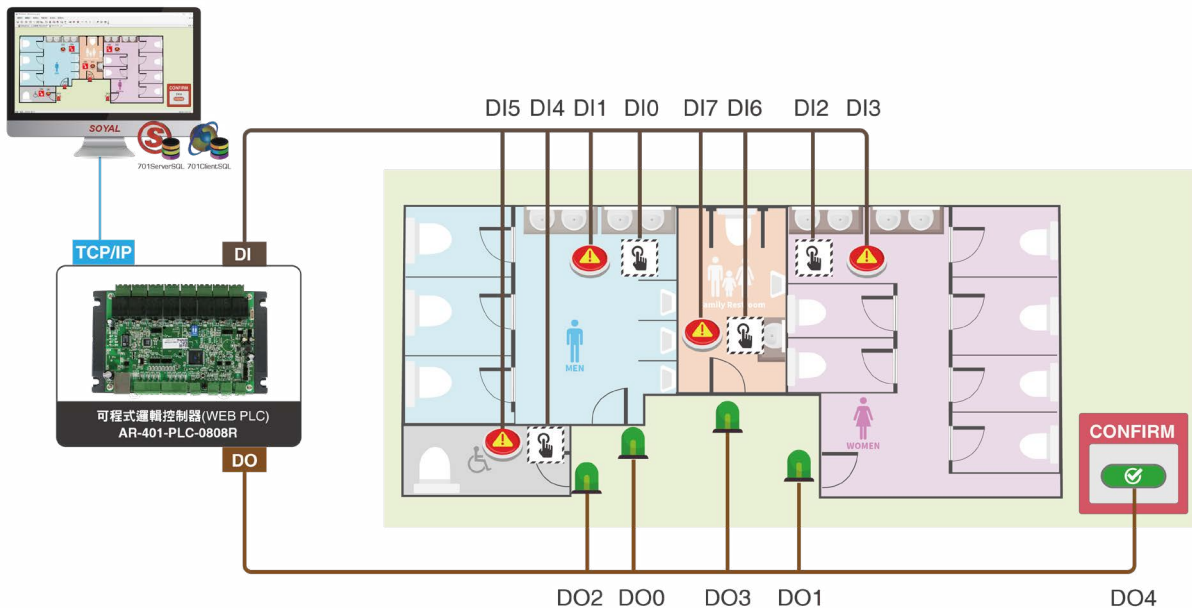 SOYAL
701ServerSQL 701ClientSQL
CONFIRM
DI5 DI4 DI1 DI0 DI7 DI6 DI2 DI3
TCP/IP
DI
可程式邏輯控制器(WEB PLC)
AR-401-PLC-0808R
DO
MEN
Family Restroom
WOMEN
CONFIRM
DO2 DO0 DO3 DO1 DO4